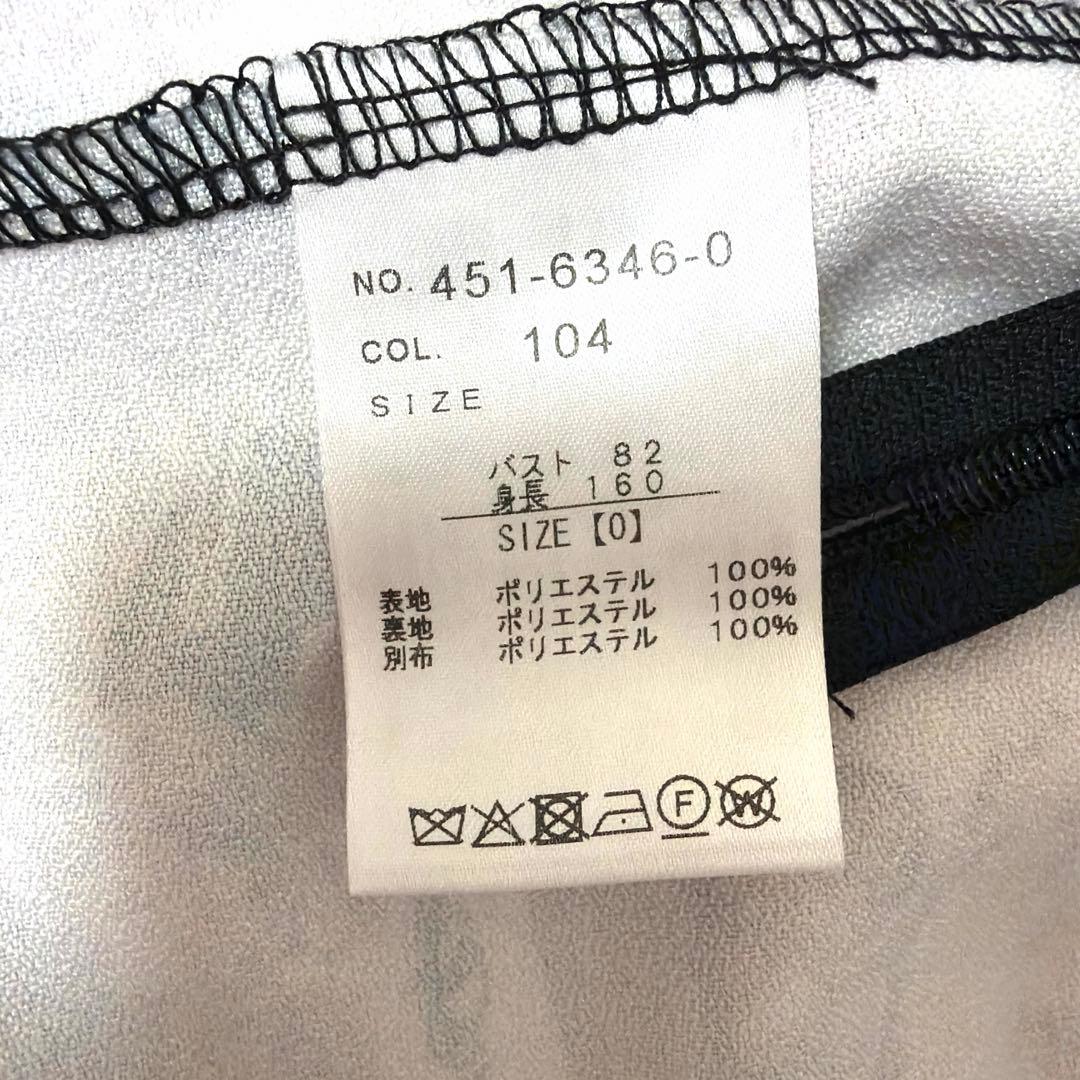 NO. 451-6346-0
COL. 104
SIZE
バスト 82
身長 160
SIZE【0】
表地 ポリエステル 100%
裏地 ポリエステル 100%
別布 ポリエステル 100%
F W